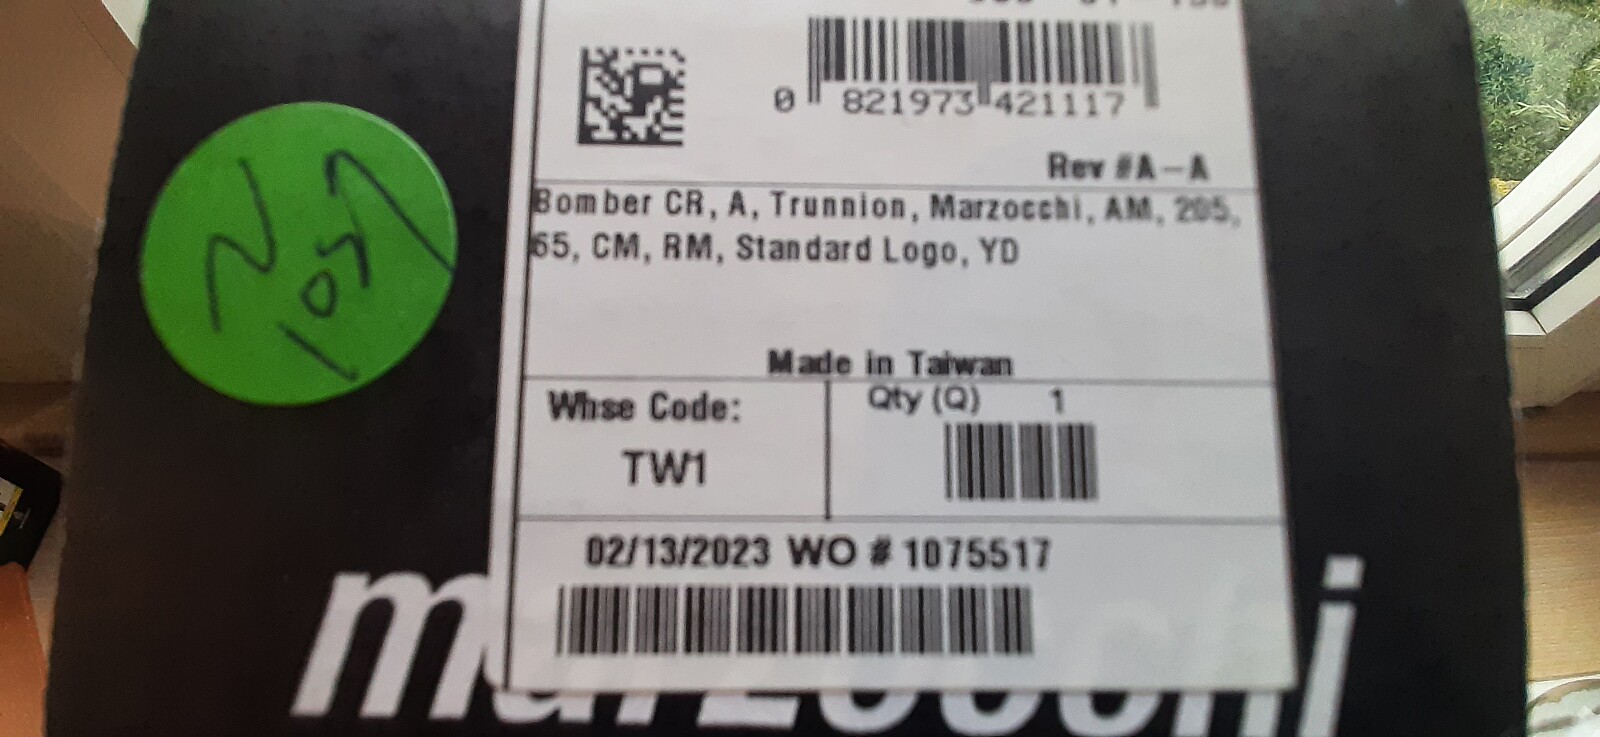 0 821973 421117
Rev #A-A
Bomber CR, A, Trunnion, Marzocchi, AM, 205,
65, CM, RM, Standard Logo, YD
Made in Taiwan
Whse Code:
Qty (Q) 1
TW1
02/13/2023 WO # 1075517
marzocchi